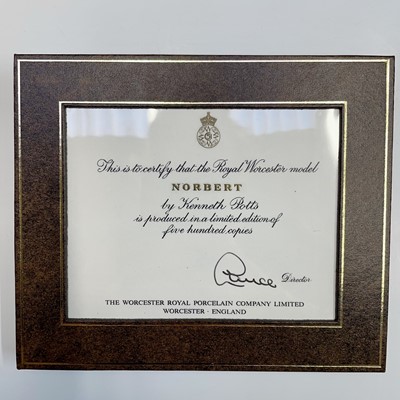 This is to certify that the Royal Worcester model
NORBERT
by Kenneth Potts
is produced in a limited edition of
five hundred copies
Director
THE WORCESTER ROYAL PORCELAIN COMPANY LIMITED
WORCESTER · ENGLAND